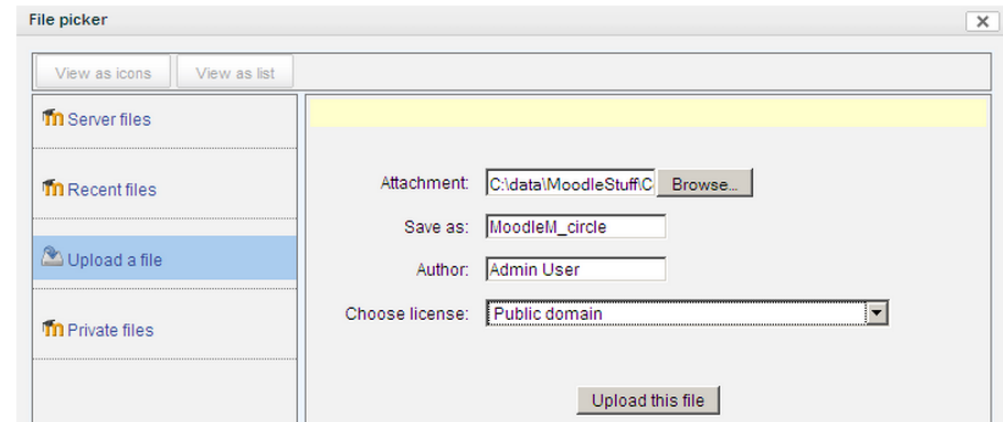 File picker
View as icons View as list
Server files
Recent files
Upload a file
Private files
Attachment: C:\data\MoodleStuff\C Browse...
Save as: MoodleM_circle
Author: Admin User
Choose license: Public domain
Upload this file